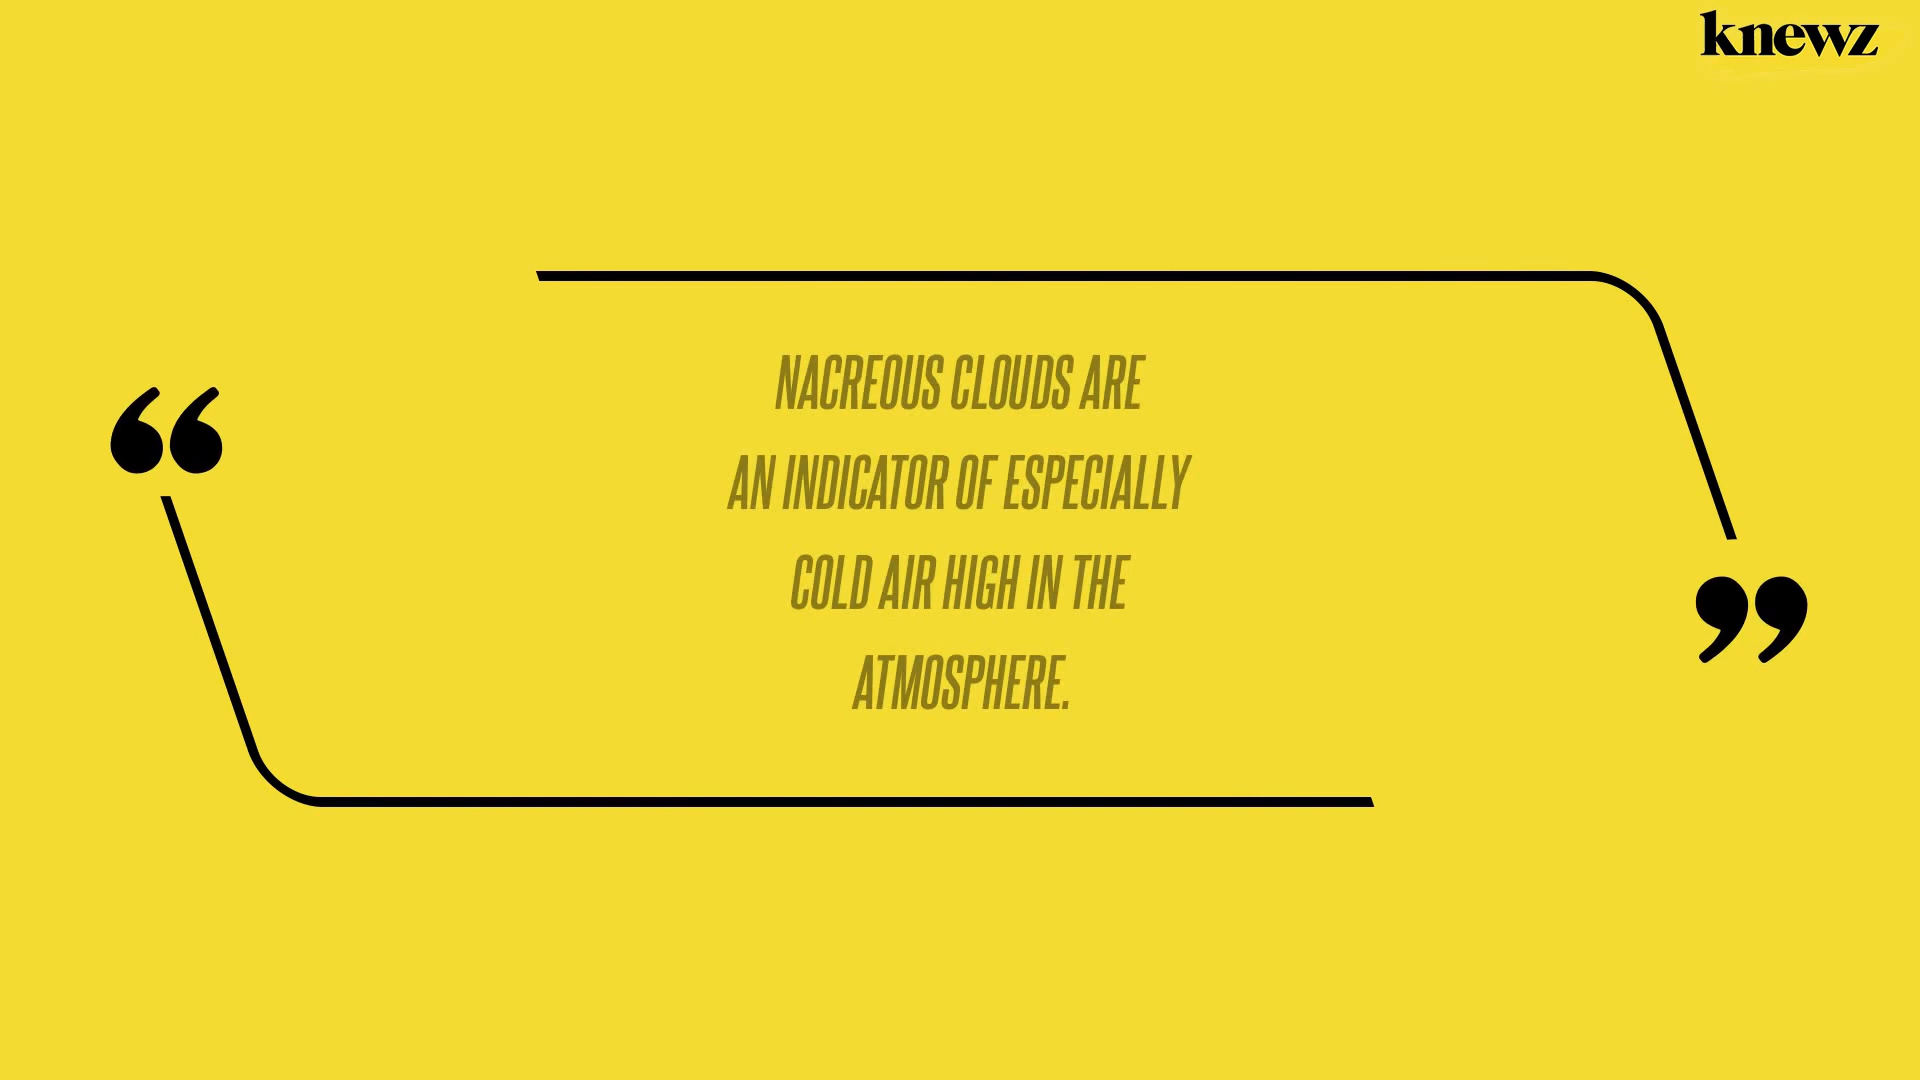 knewz
“
NACREOUS CLOUDS ARE
AN INDICATOR OF ESPECIALLY
COLD AIR HIGH IN THE
ATMOSPHERE.
”